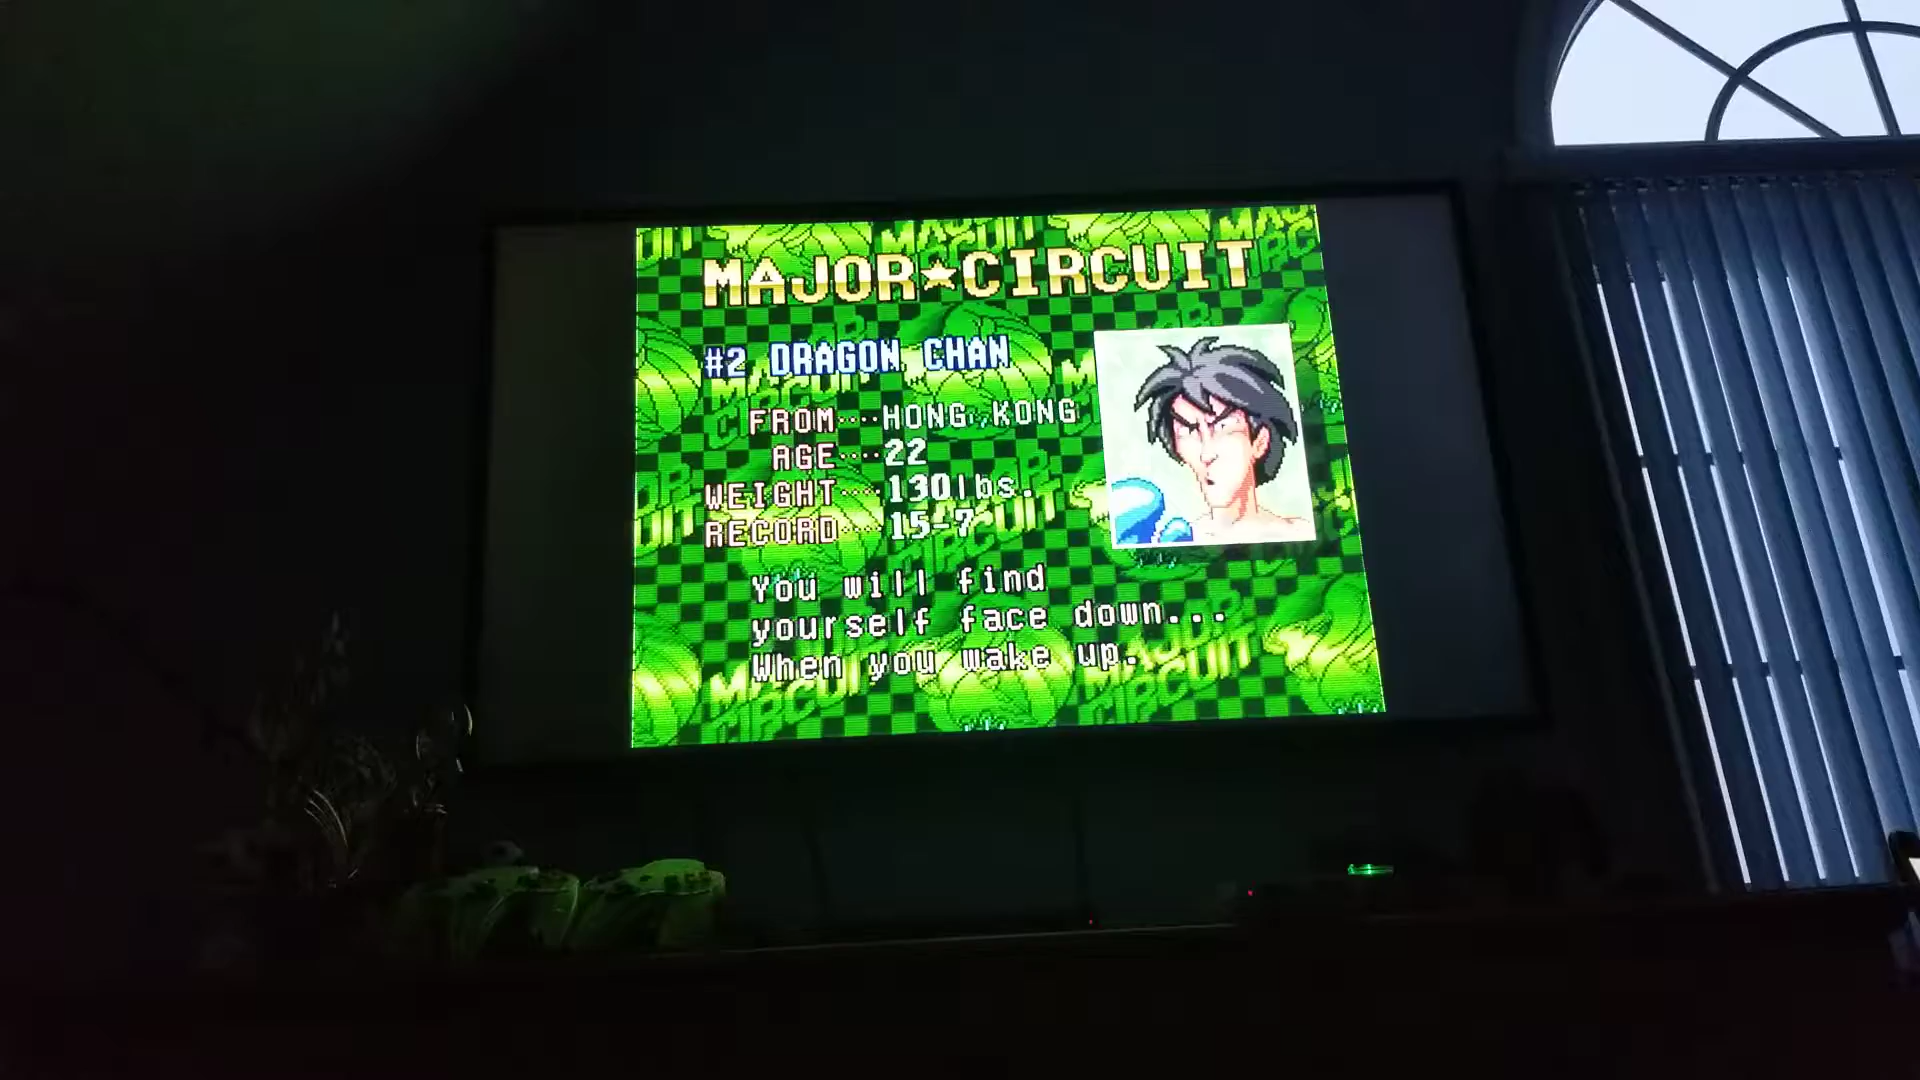 MAJOR★CIRCUIT
#2 DRAGON CHAN
FROM····HONG KONG
AGE····22
WEIGHT····130lbs.
RECORD····15-7
You will find
yourself face down...
When you wake up.